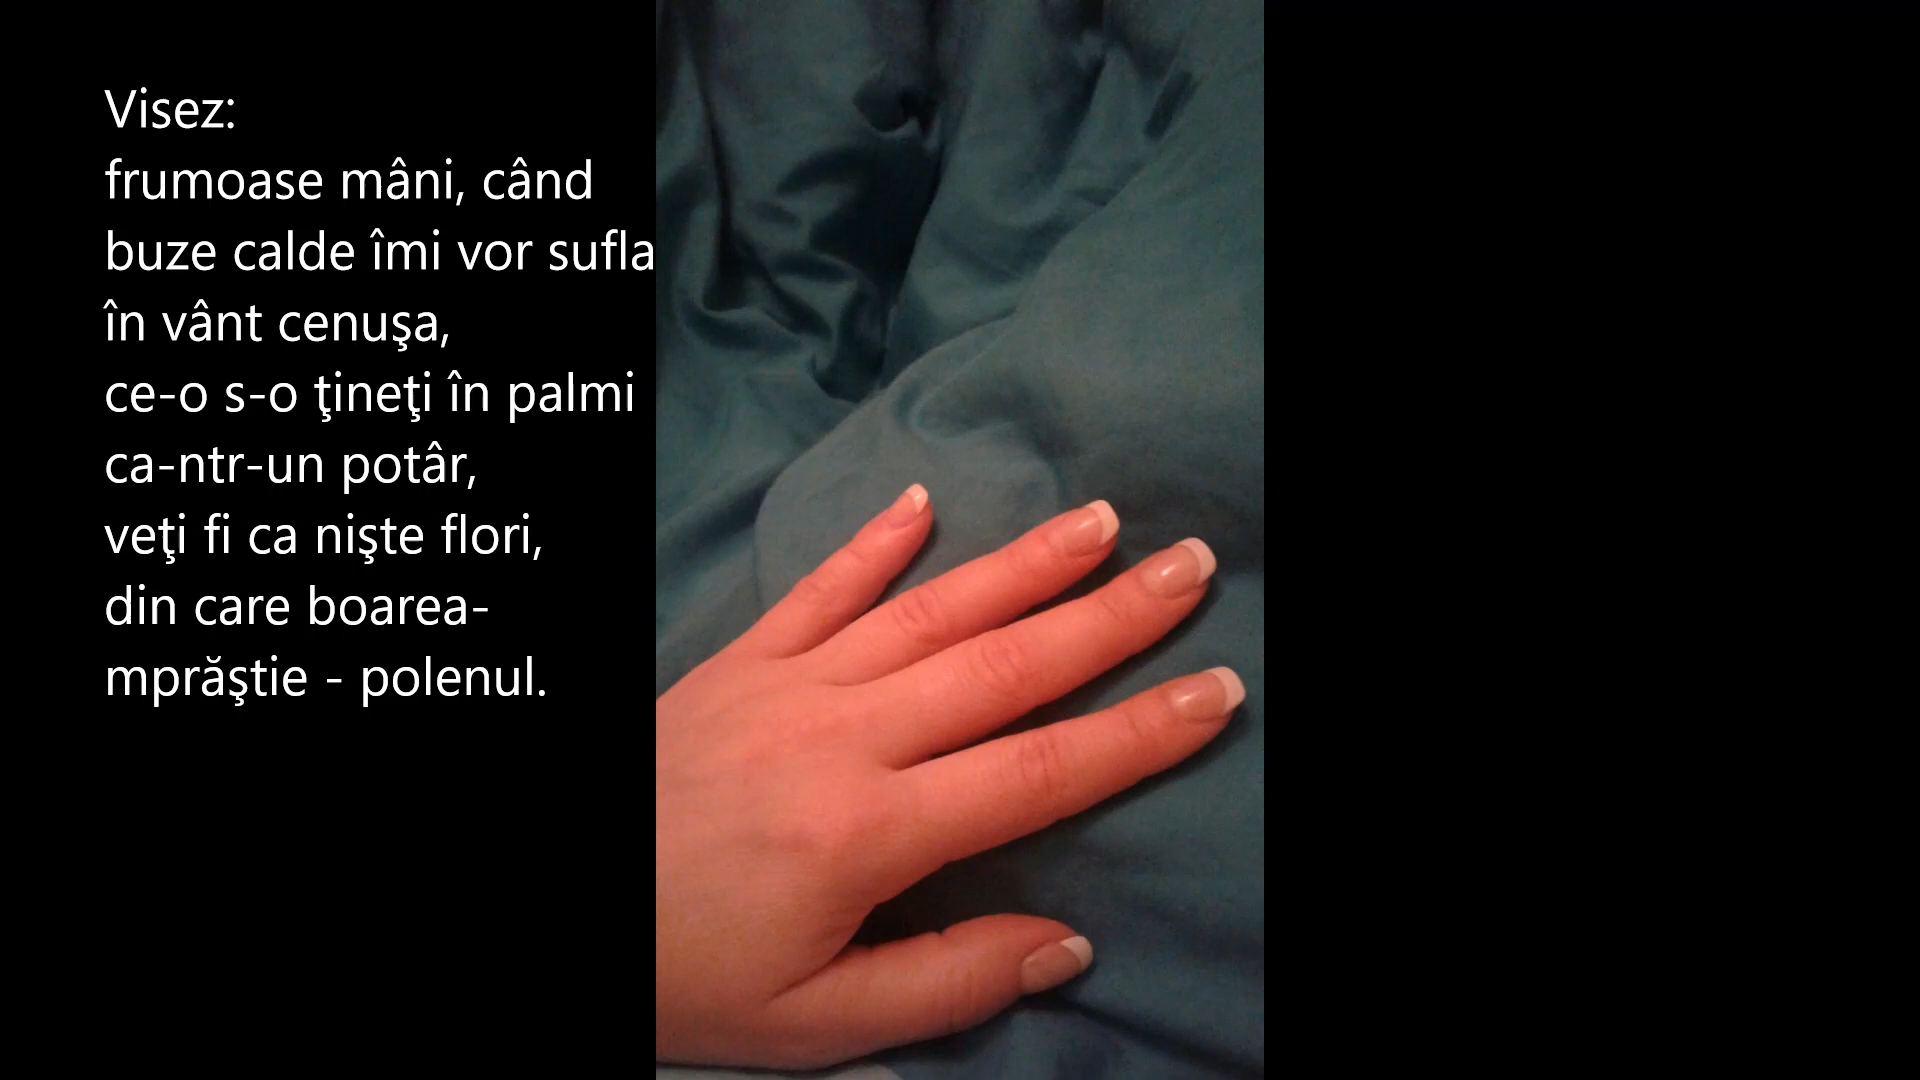 Visez:
frumoase mâni, când
buze calde îmi vor sufla
în vânt cenuşa,
ce-o s-o ţineţi în palmi
ca-ntr-un potâr,
veţi fi ca nişte flori,
din care boarea-
mprăştie - polenul.